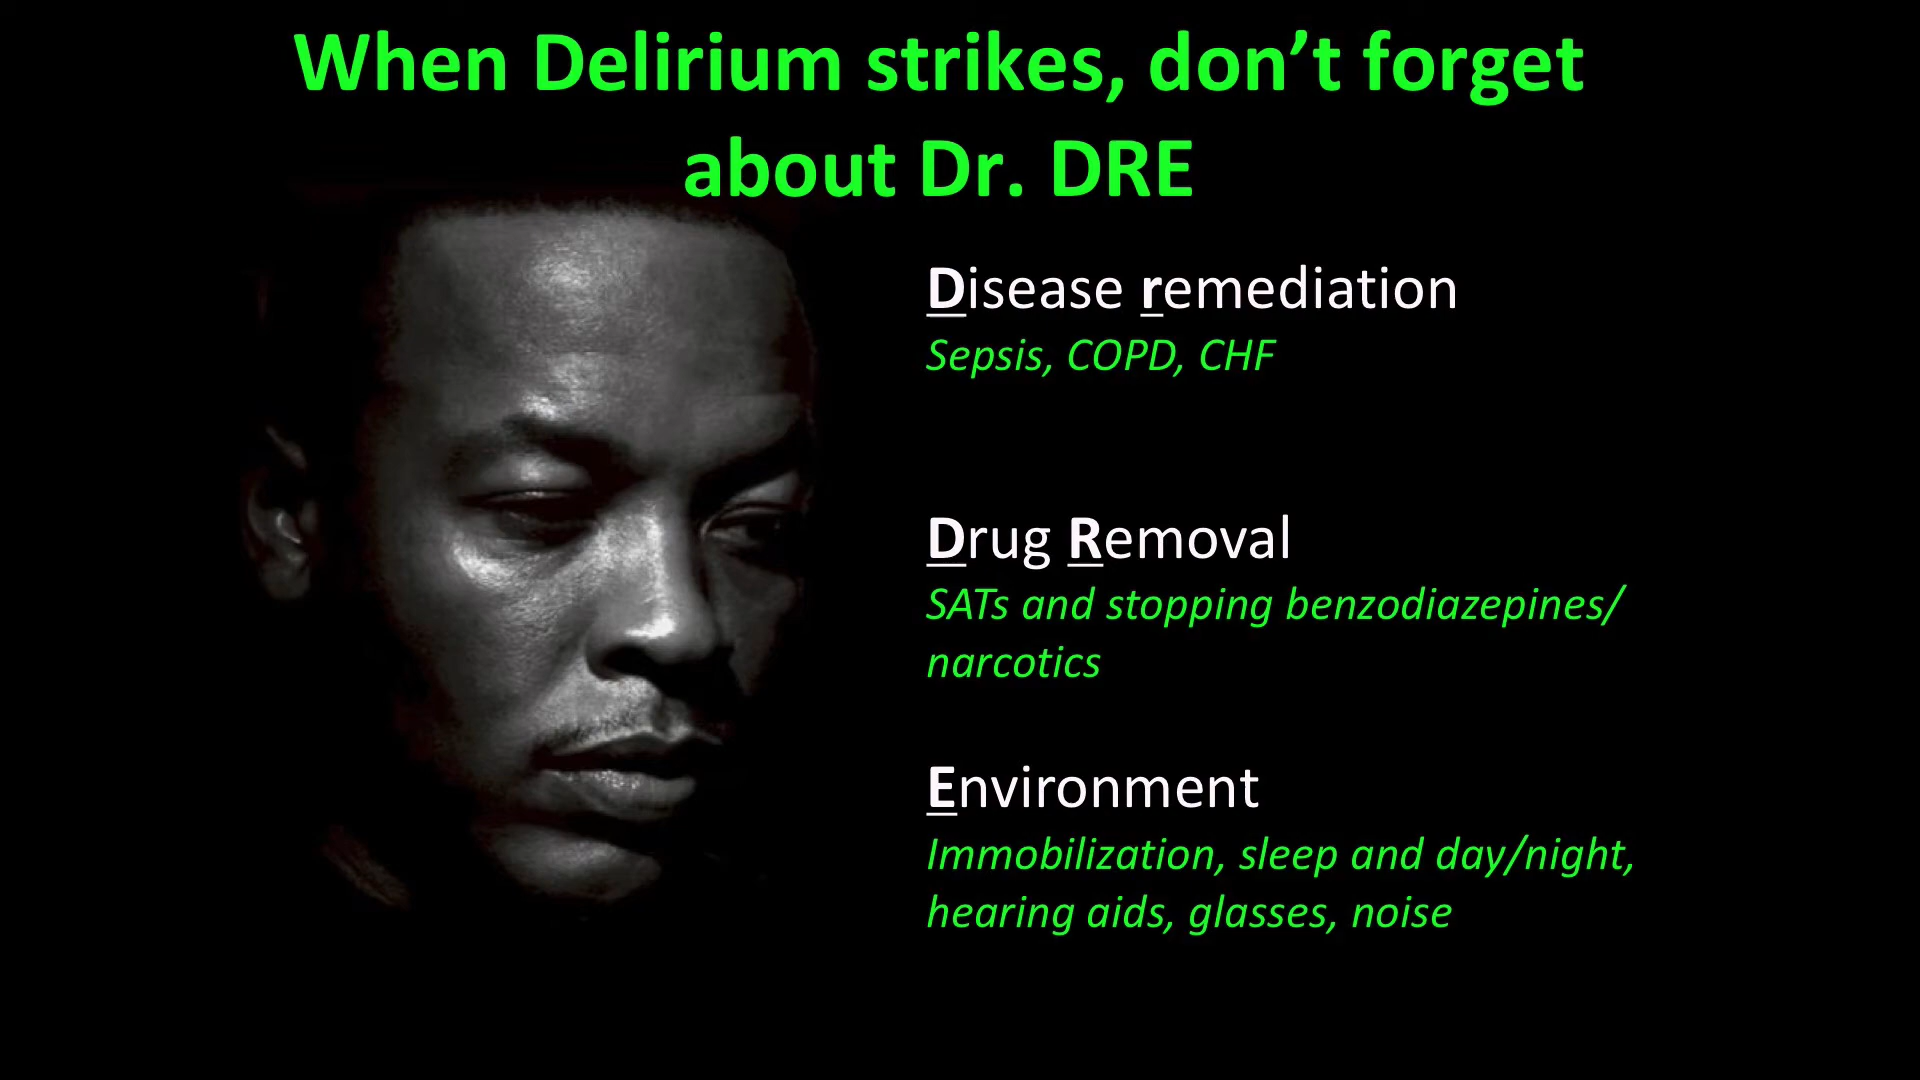 When Delirium strikes, don’t forget
about Dr. DRE
Disease remediation
Sepsis, COPD, CHF
Drug Removal
SATs and stopping benzodiazepines/
narcotics
Environment
Immobilization, sleep and day/night,
hearing aids, glasses, noise